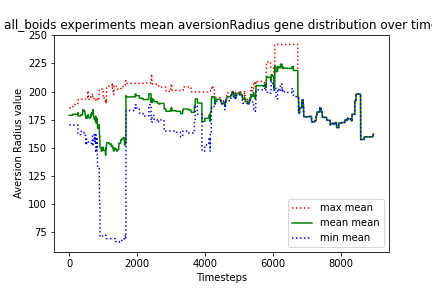 all_boids experiments mean aversionRadius gene distribution over time
250
225
200
175
150
125
100
75
Aversion Radius value
0 2000 4000 6000 8000
Timesteps
max mean
mean mean
min mean